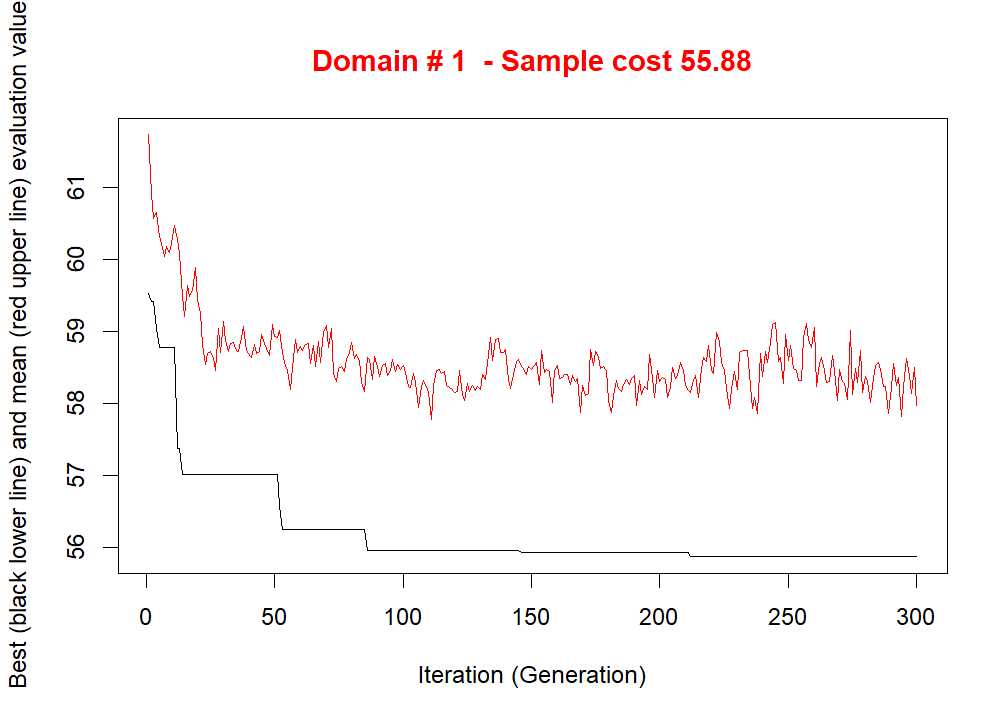 Domain # 1  - Sample cost 55.88
Best (black lower line) and mean (red upper line) evaluation value
61
60
59
58
57
56
0 50 100 150 200 250 300
Iteration (Generation)